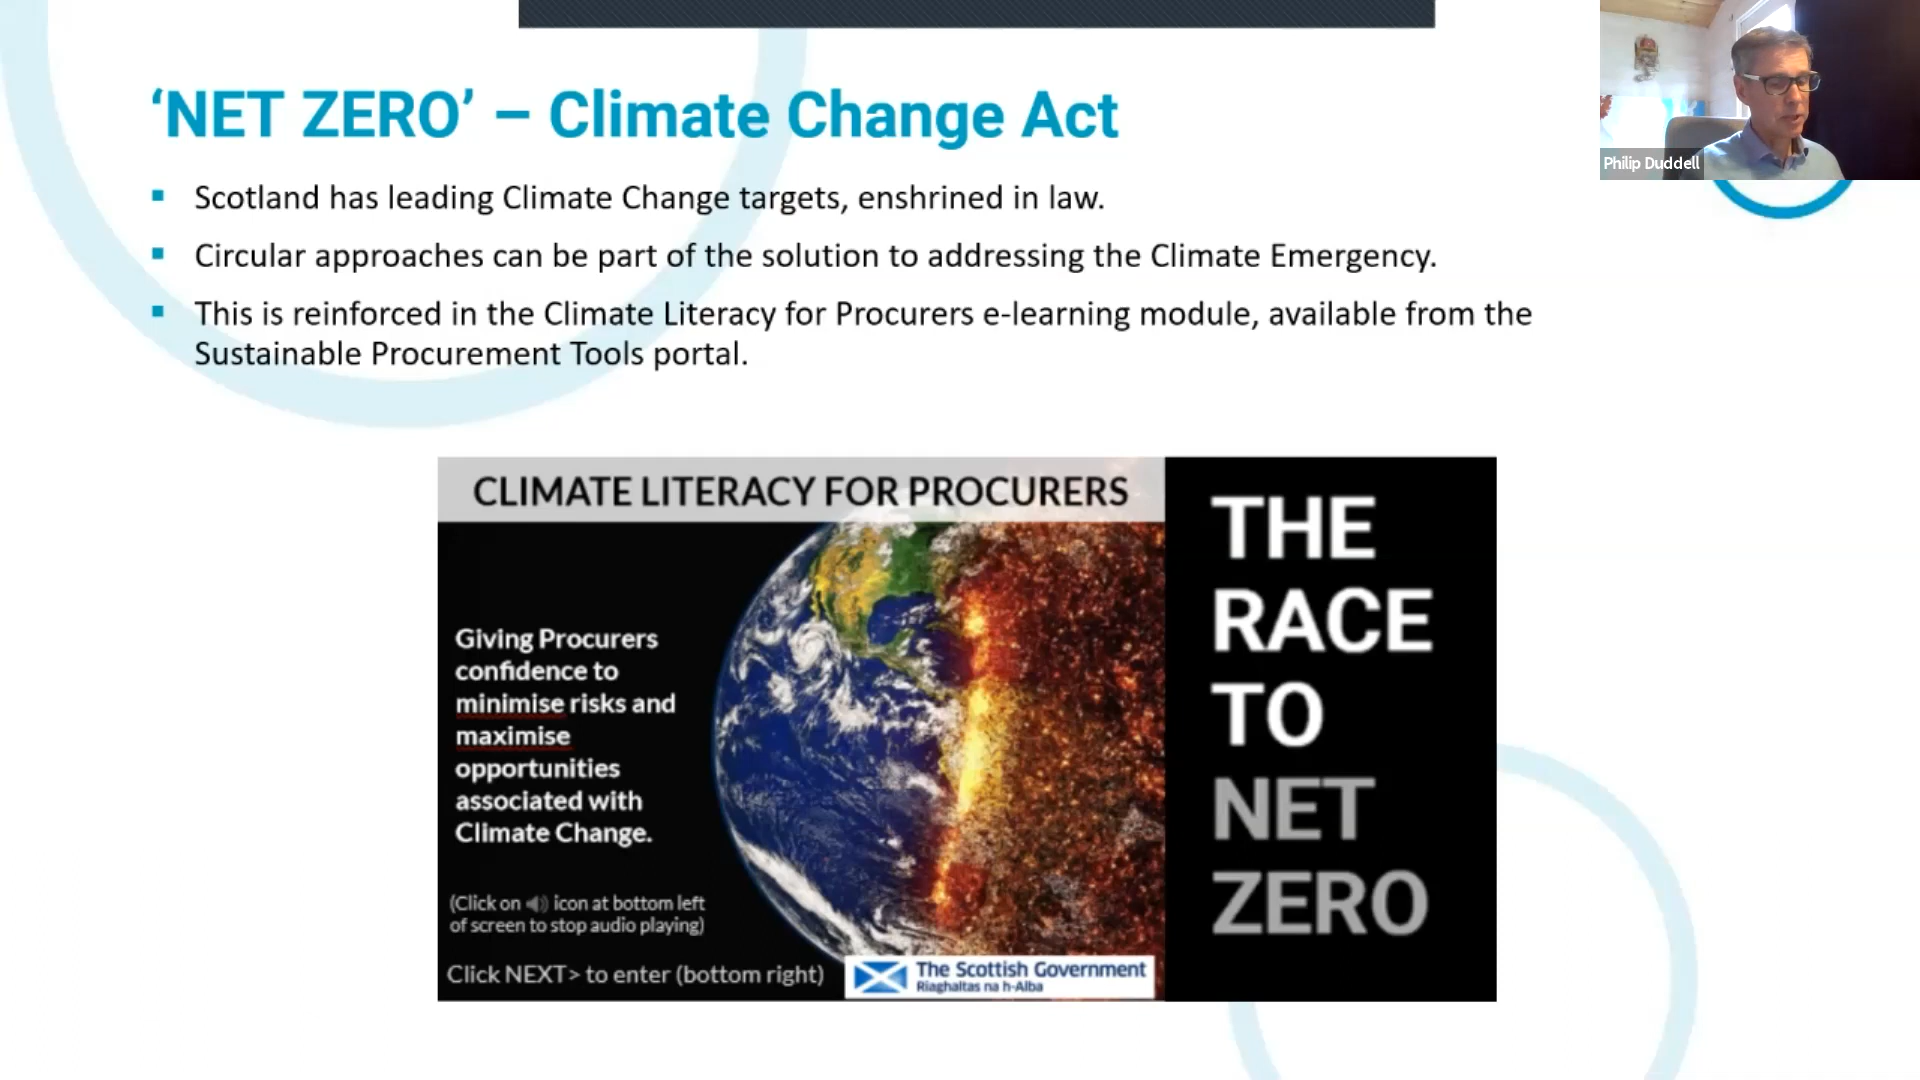 ‘NET ZERO’ – Climate Change Act
Philip Duddell
▪ Scotland has leading Climate Change targets, enshrined in law.
▪ Circular approaches can be part of the solution to addressing the Climate Emergency.
▪ This is reinforced in the Climate Literacy for Procurers e-learning module, available from the
Sustainable Procurement Tools portal.
CLIMATE LITERACY FOR PROCURERS
Giving Procurers
confidence to
minimise risks and
maximise
opportunities
associated with
Climate Change.
(Click on 🔊 icon at bottom left
of screen to stop audio playing)
Click NEXT> to enter (bottom right)
The Scottish Government
Riaghaltas na h-Alba
THE
RACE
TO
NET
ZERO